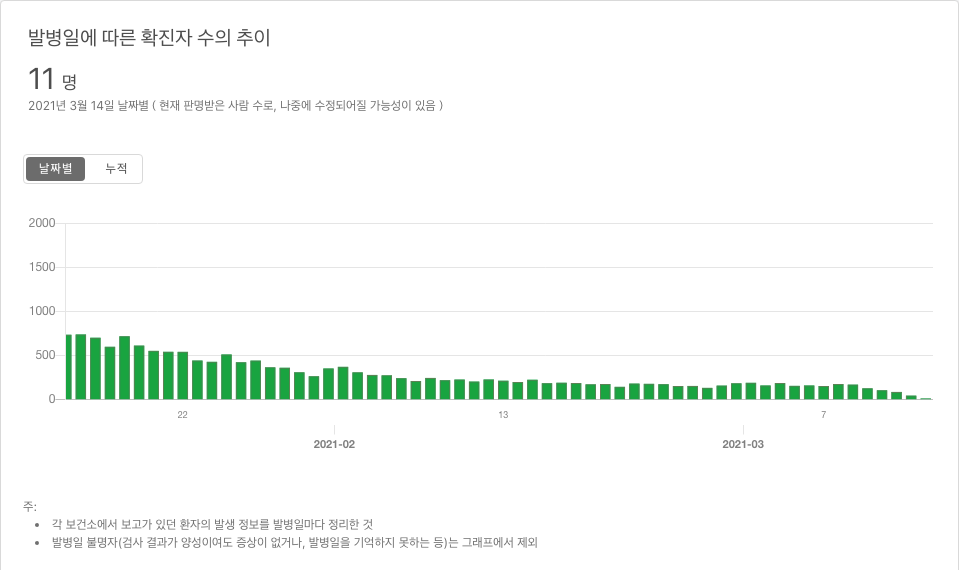 발병일에 따른 확진자 수의 추이
11 명
2021년 3월 14일 날짜별 ( 현재 판명받은 사람 수로, 나중에 수정되어질 가능성이 있음 )
날짜별 누적
2000
1500
1000
500
0
22 13 7
2021-02 2021-03
주:
• 각 보건소에서 보고가 있던 환자의 발생 정보를 발병일마다 정리한 것
• 발병일 불명자(검사 결과가 양성이여도 증상이 없거나, 발병일을 기억하지 못하는 등)는 그래프에서 제외